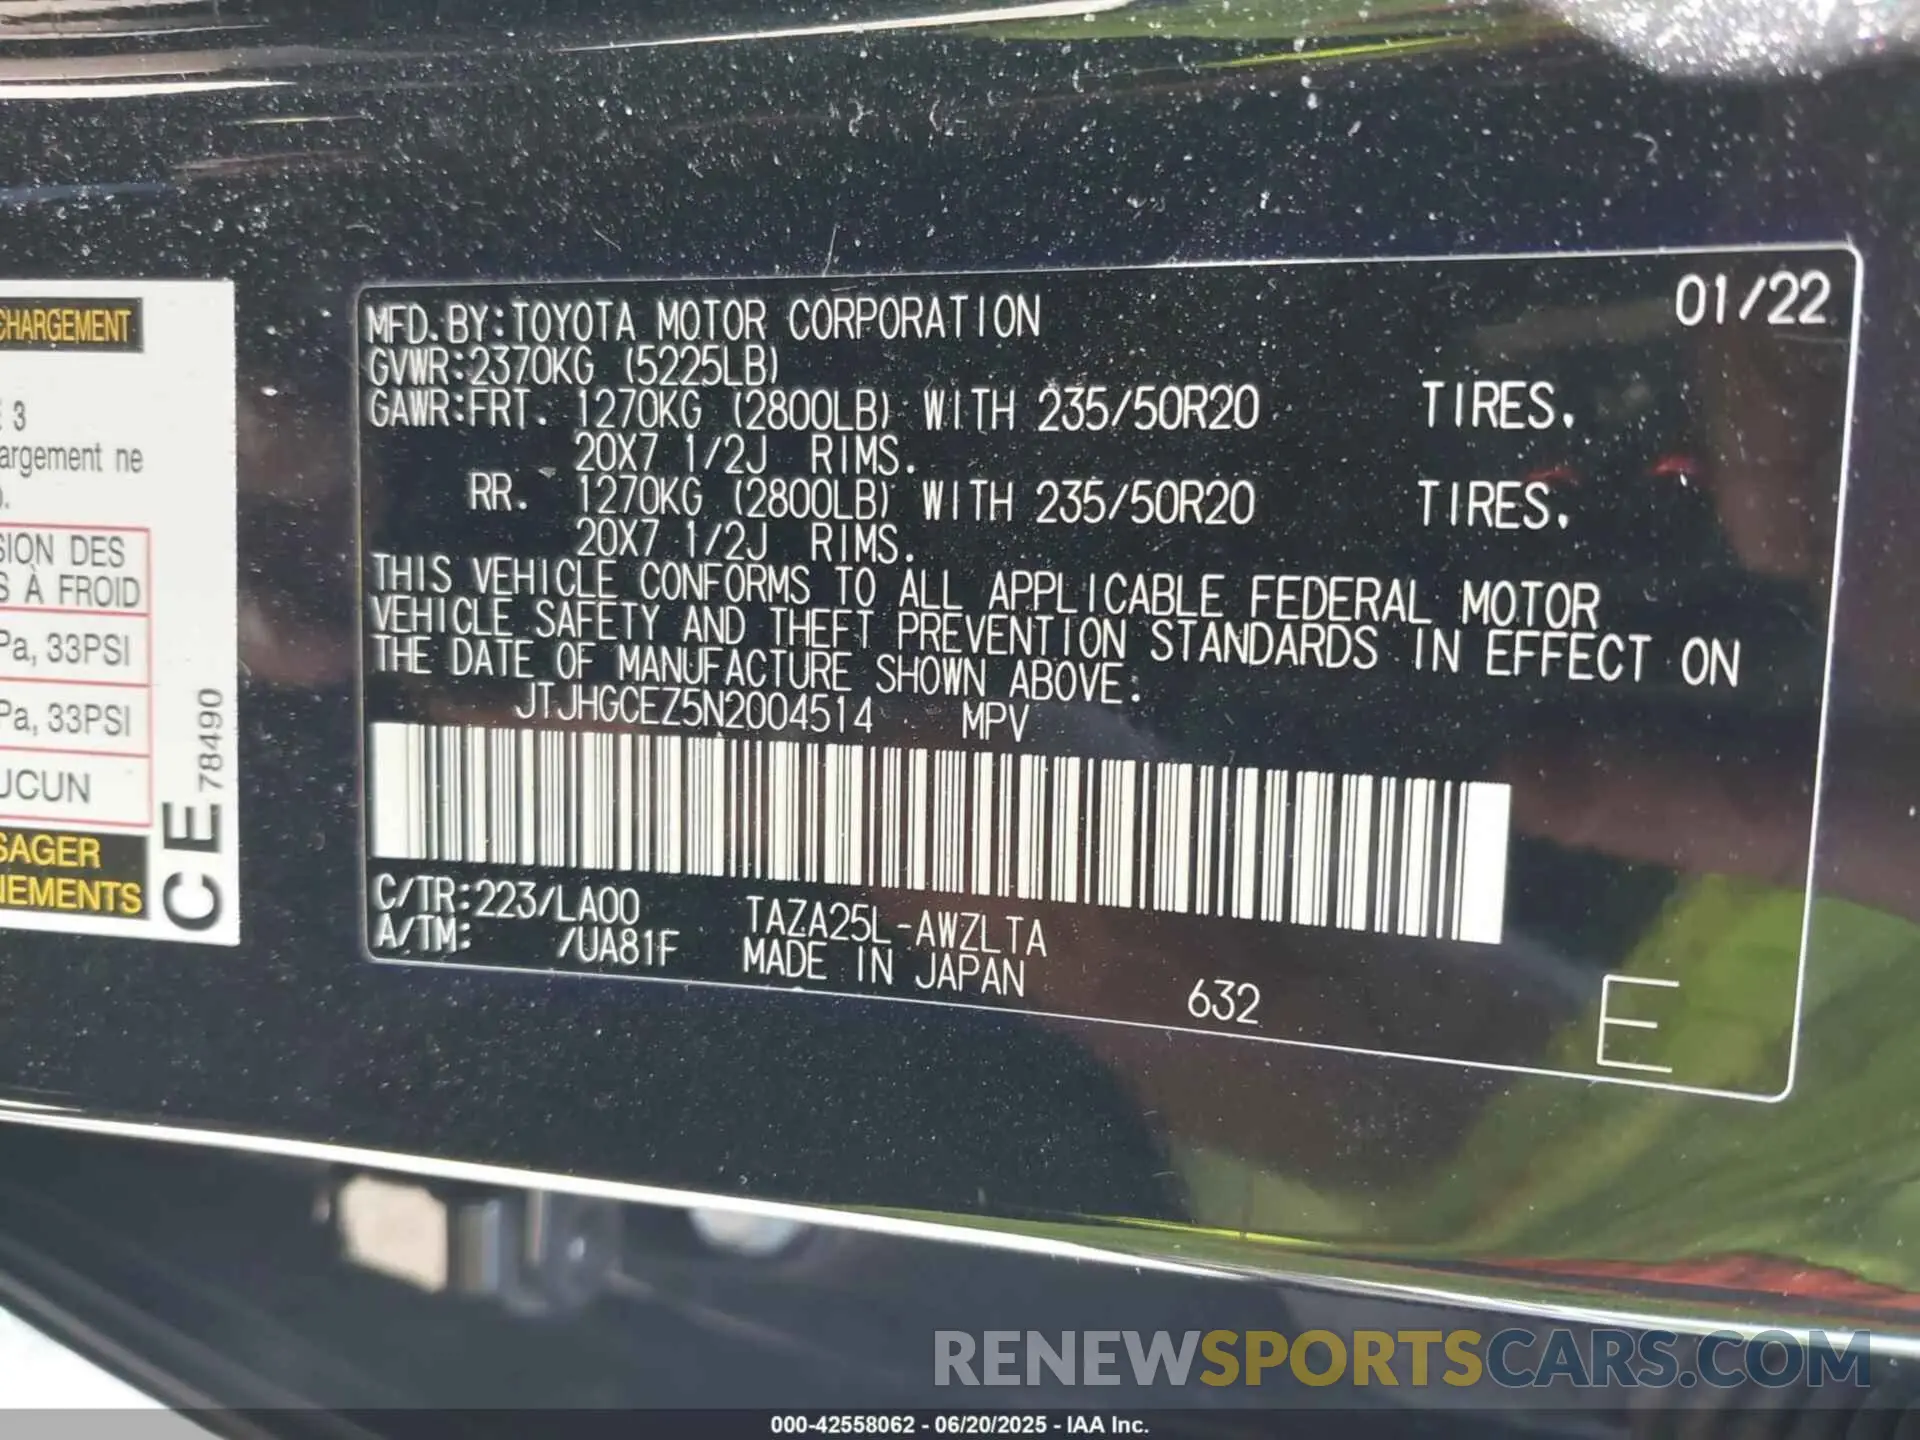 CHARGEMENT
3
argement ne
SION DES
S À FROID
Pa, 33PSI
Pa, 33PSI
UCUN
SAGER
NEMENTS
CE 78490
01/22
MFD.BY:TOYOTA MOTOR CORPORATION
GVWR:2370KG (5225LB)
GAWR:FRT. 1270KG (2800LB) WITH 235/50R20 TIRES.
20X7 1/2J RIMS.
RR. 1270KG (2800LB) WITH 235/50R20 TIRES.
20X7 1/2J RIMS.
THIS VEHICLE CONFORMS TO ALL APPLICABLE FEDERAL MOTOR
VEHICLE SAFETY AND THEFT PREVENTION STANDARDS IN EFFECT ON
THE DATE OF MANUFACTURE SHOWN ABOVE.
JTJHGCEZ5N2004514 MPV
C/TR:223/LA00 TAZA25L-AWZLTA
A/TM: /UA81F MADE IN JAPAN
632
E
RENEWSPORTSCARS.COM
000-42558062 - 06/20/2025 - IAA Inc.